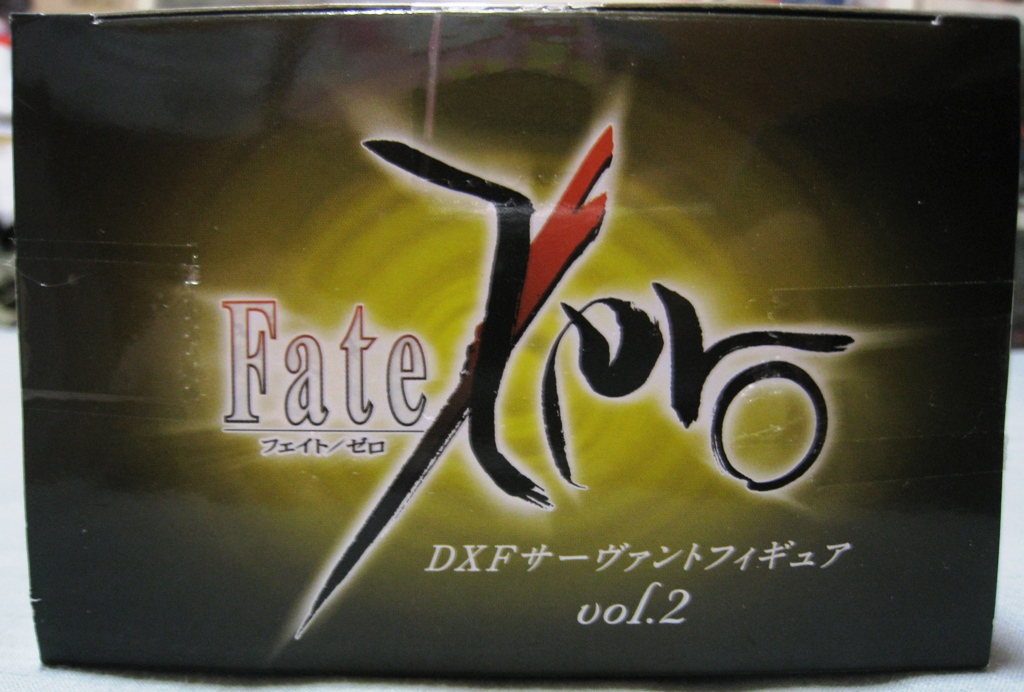 Fate Zero
フェイト/ゼロ
DXFサーヴァントフィギュア
vol.2